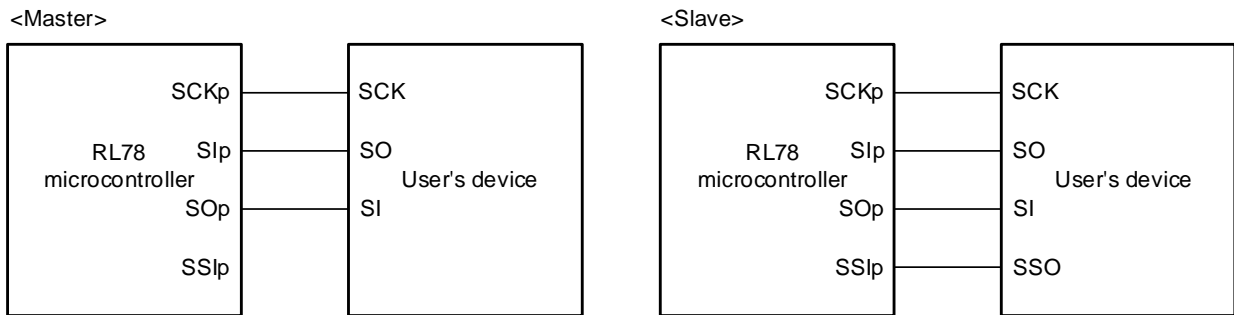 <Master>
SCKp
SIp
SOp
SSIp
RL78
microcontroller
SCK
SO
SI
User's device
<Slave>
SCKp
SIp
SOp
SSIp
RL78
microcontroller
SCK
SO
SI
SSO
User's device